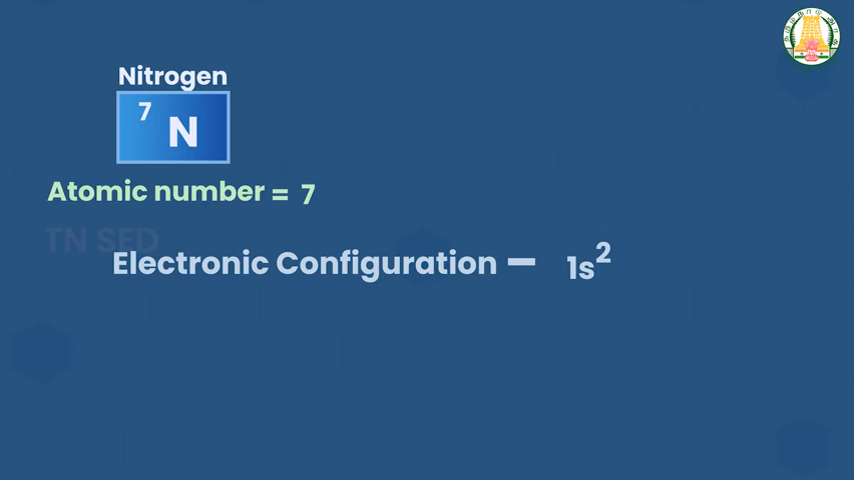 Nitrogen
7
N
Atomic number = 7
TN SED
Electronic Configuration – 1s²